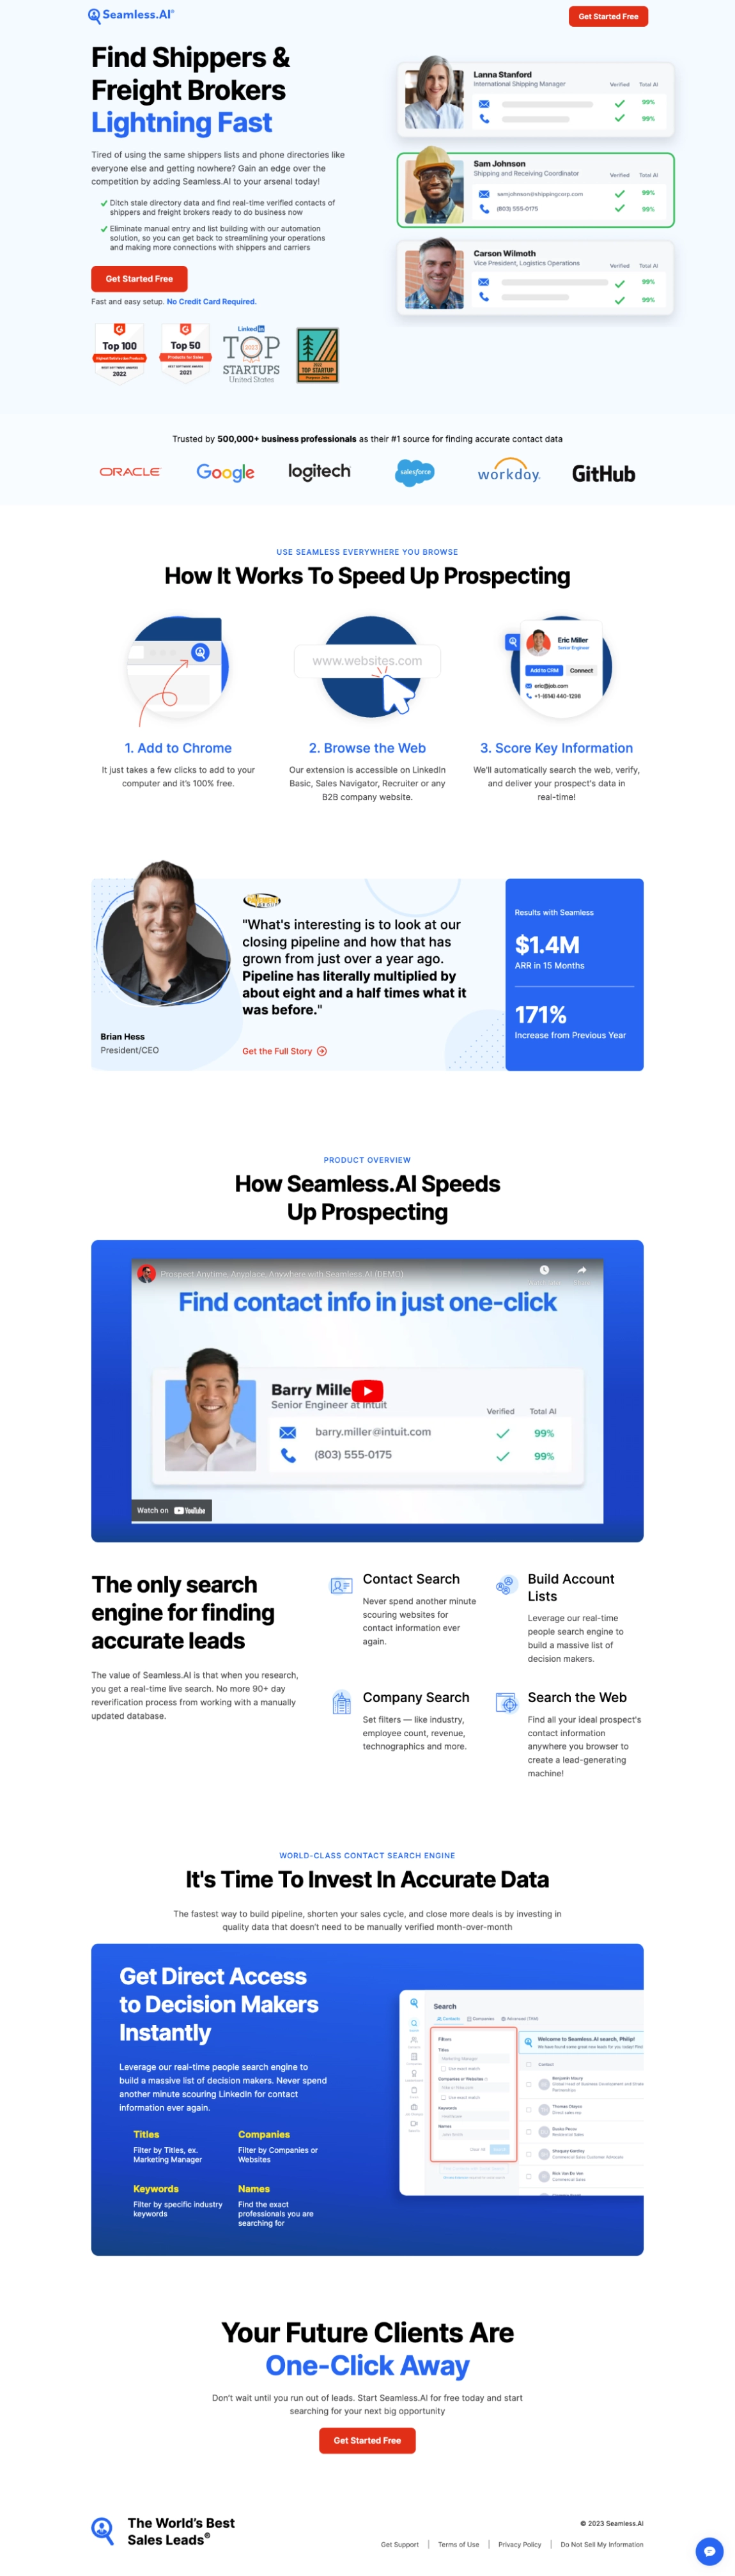 Seamless.AI®
Get Started Free
Find Shippers &
Freight Brokers
Lightning Fast
Tired of using the same shippers lists and phone directories like
everyone else and getting nowhere? Gain an edge over the
competition by adding Seamless.AI to your arsenal today!
Ditch stale directory data and find real-time verified contacts of
shippers and freight brokers ready to do business now
Eliminate manual entry and list building with our automation
solution, so you can get back to streamlining your operations
and making more connections with shippers and carriers
Get Started Free
Fast and easy setup. No Credit Card Required.
Lanna Stanford
International Shipping Manager
Verified Total AI
99%
99%
Sam Johnson
Shipping and Receiving Coordinator
Verified Total AI
samjohnson@shippingcorp.com 99%
(803) 555-0175 99%
Carson Wilmoth
Vice President, Logistics Operations
Verified Total AI
99%
99%
Top 100
2022
Top 50
2021
LinkedIn
TOP
STARTUPS
United States
TOP STARTUP
Trusted by 500,000+ business professionals as their #1 source for finding accurate contact data
ORACLE Google logitech salesforce workday. GitHub
USE SEAMLESS EVERYWHERE YOU BROWSE
How It Works To Speed Up Prospecting
www.websites.com
Eric Miller
Senior Engineer
Add to CRM Connect
eric@job.com
+1-(614) 440-1298
1. Add to Chrome
It just takes a few clicks to add to your
computer and it's 100% free.
2. Browse the Web
Our extension is accessible on LinkedIn
Basic, Sales Navigator, Recruiter or any
B2B company website.
3. Score Key Information
We'll automatically search the web, verify,
and deliver your prospect's data in
real-time!
"What's interesting is to look at our
closing pipeline and how that has
grown from just over a year ago.
Pipeline has literally multiplied by
about eight and a half times what it
was before."
Brian Hess
President/CEO
Get the Full Story
Results with Seamless
$1.4M
ARR in 15 Months
171%
Increase from Previous Year
PRODUCT OVERVIEW
How Seamless.AI Speeds
Up Prospecting
Prospect Anytime, Anyplace, Anywhere with Seamless.AI (DEMO)
Find contact info in just one-click
Barry Mille
Senior Engineer at Intuit
Verified Total AI
barry.miller@intuit.com 99%
(803) 555-0175 99%
Watch on YouTube
The only search
engine for finding
accurate leads
The value of Seamless.AI is that when you research,
you get a real-time live search. No more 90+ day
reverification process from working with a manually
updated database.
Contact Search
Never spend another minute
scouring websites for
contact information ever
again.
Build Account
Lists
Leverage our real-time
people search engine to
build a massive list of
decision makers.
Company Search
Set filters — like industry,
employee count, revenue,
technographics and more.
Search the Web
Find all your ideal prospect's
contact information
anywhere you browser to
create a lead-generating
machine!
WORLD-CLASS CONTACT SEARCH ENGINE
It's Time To Invest In Accurate Data
The fastest way to build pipeline, shorten your sales cycle, and close more deals is by investing in
quality data that doesn't need to be manually verified month-over-month
Get Direct Access
to Decision Makers
Instantly
Leverage our real-time people search engine to
build a massive list of decision makers. Never spend
another minute scouring LinkedIn for contact
information ever again.
Titles
Filter by Titles, ex.
Marketing Manager
Companies
Filter by Companies or
Websites
Keywords
Filter by specific industry
keywords
Names
Find the exact
professionals you are
searching for
Search
Contacts Companies Advanced (TAM)
Filters
Titles
Marketing Manager
Companies or Websites
Keywords
Names
Clear All
Welcome to Seamless.AI search, Philip!
Contact
Your Future Clients Are
One-Click Away
Don't wait until you run out of leads. Start Seamless.AI for free today and start
searching for your next big opportunity
Get Started Free
The World's Best
Sales Leads®
© 2023 Seamless.AI
Get Support | Terms of Use | Privacy Policy | Do Not Sell My Information